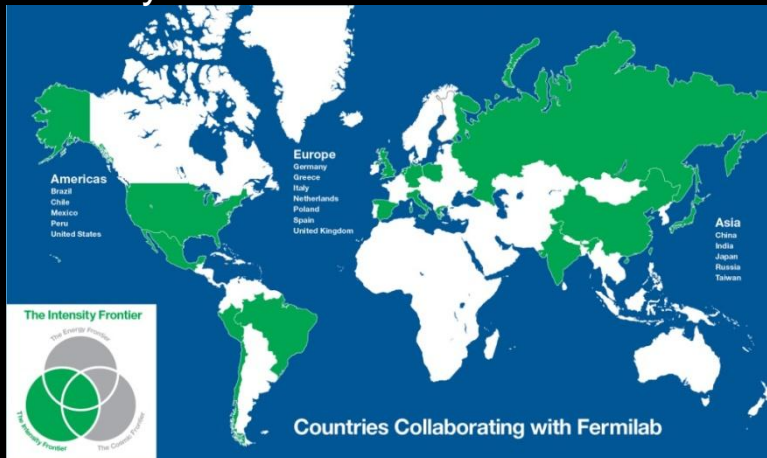 Americas
Brazil
Chile
Mexico
Peru
United States
Europe
Germany
Greece
Italy
Netherlands
Poland
Spain
United Kingdom
Asia
China
India
Japan
Russia
Taiwan
The Intensity Frontier
The Energy Frontier
The Intensity Frontier
The Cosmic Frontier
Countries Collaborating with Fermilab